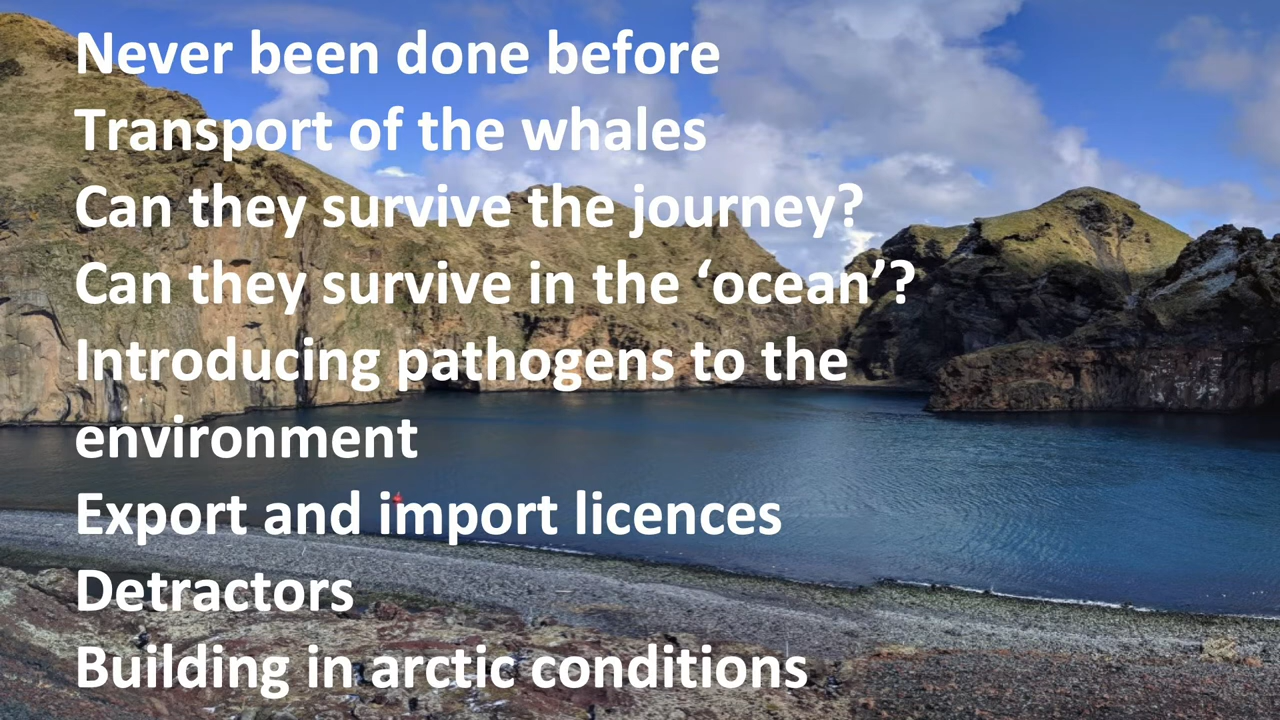 Never been done before
Transport of the whales
Can they survive the journey?
Can they survive in the ‘ocean’?
Introducing pathogens to the
environment
Export and import licences
Detractors
Building in arctic conditions